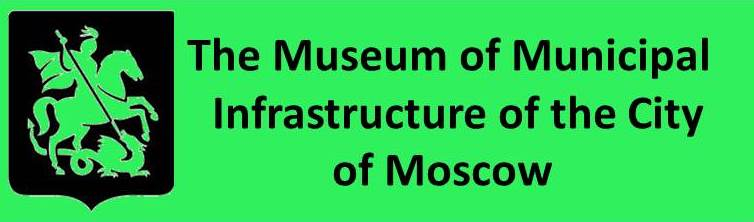 The Museum of Municipal
Infrastructure of the City
of Moscow